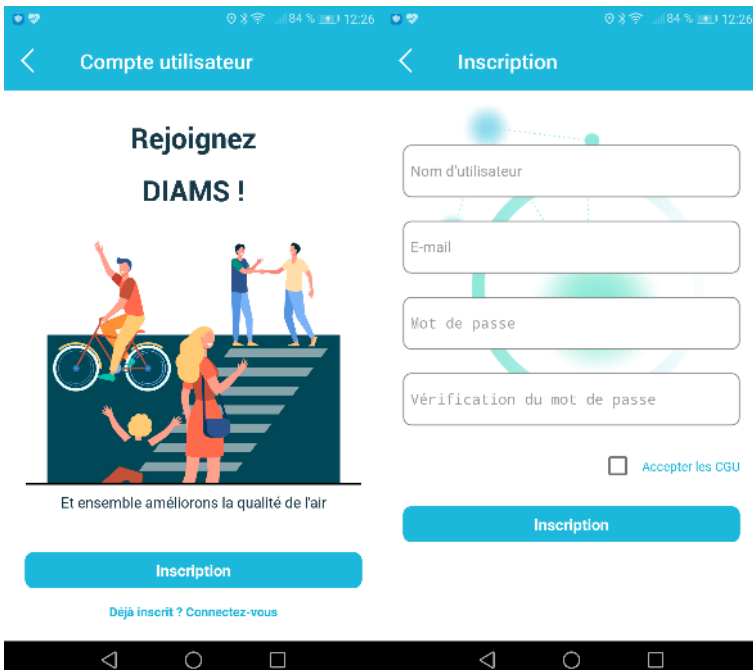 84 % 12:26
Compte utilisateur
Rejoignez
DIAMS !
Et ensemble améliorons la qualité de l'air
Inscription
Déjà inscrit ? Connectez-vous
84 % 12:26
Inscription
Nom d'utilisateur
E-mail
Mot de passe
Vérification du mot de passe
Accepter les CGU
Inscription